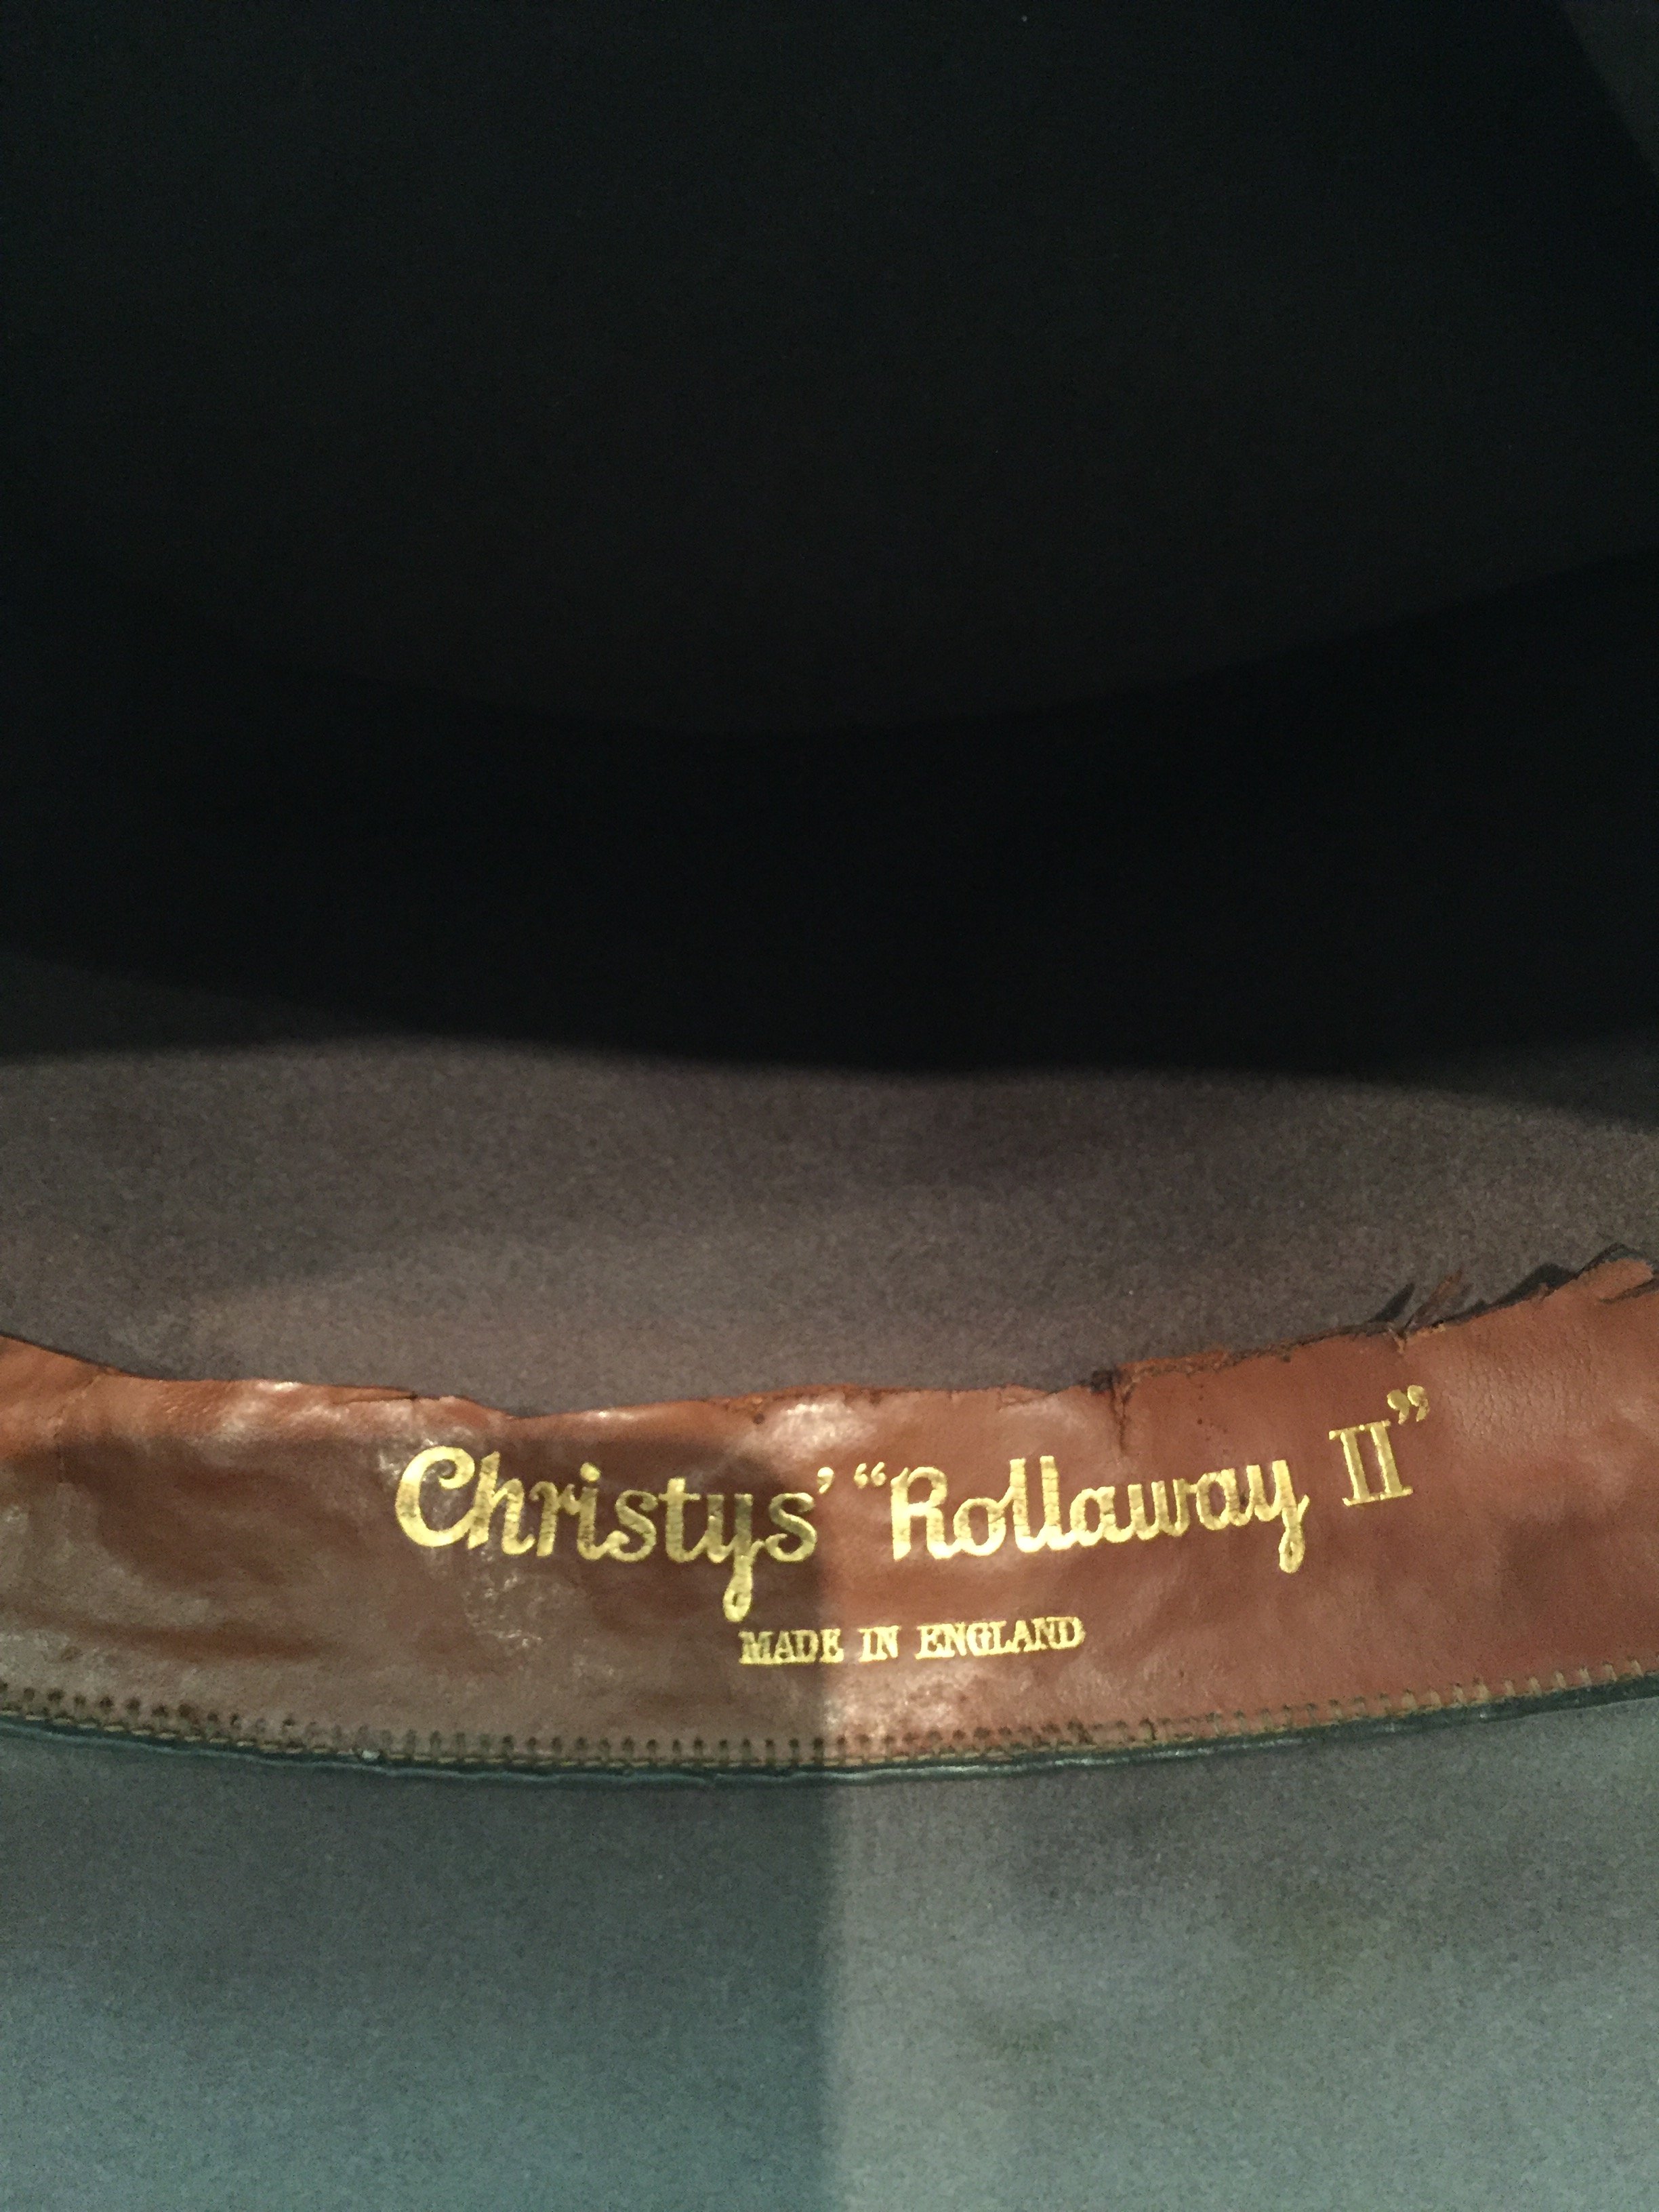 Christys’ “Rollaway II”
MADE IN ENGLAND